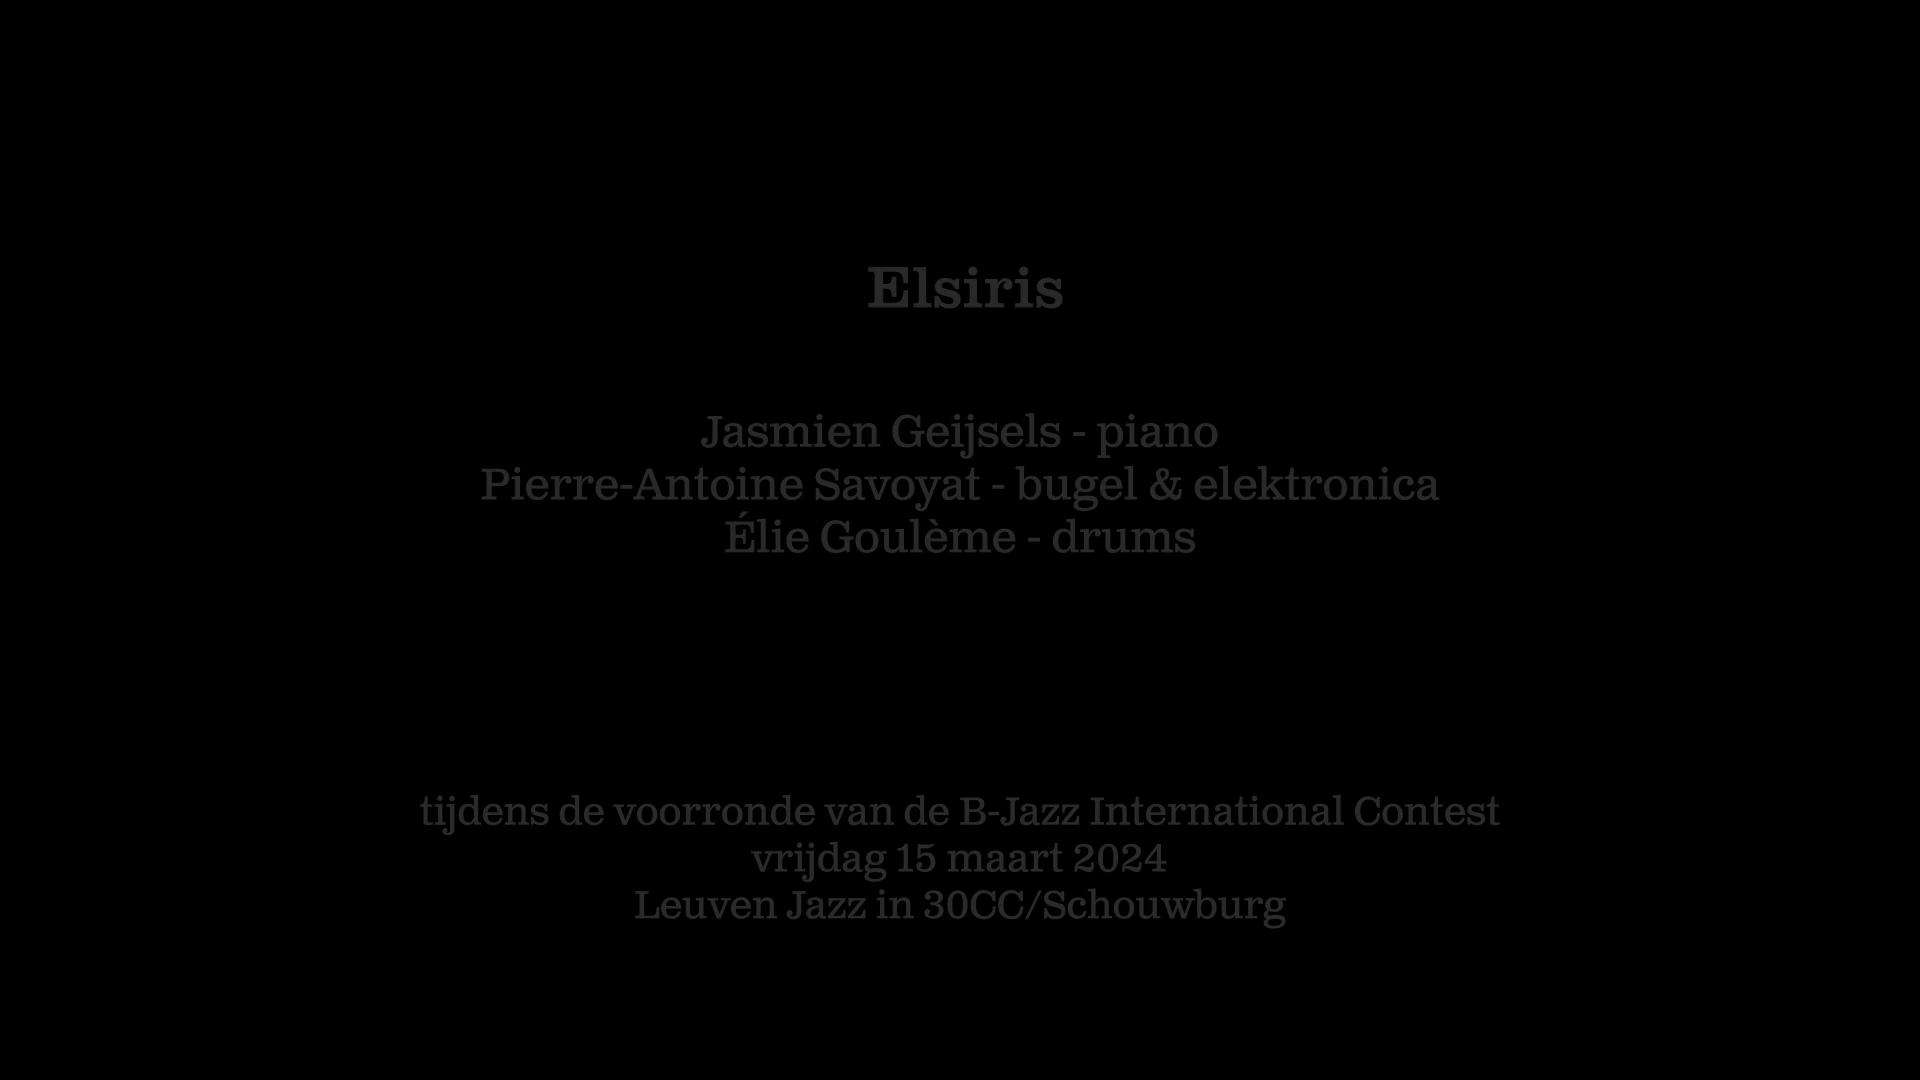 Elsiris
Jasmien Geijsels - piano
Pierre-Antoine Savoyat - bugel & elektronica
Élie Goulème - drums
tijdens de voorronde van de B-Jazz International Contest
vrijdag 15 maart 2024
Leuven Jazz in 30CC/Schouwburg